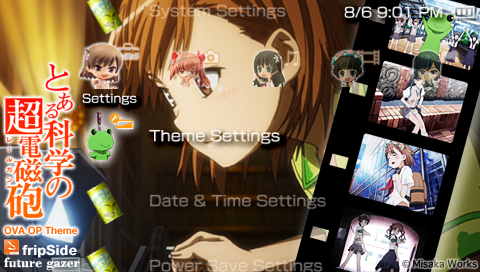 System Settings
8/6 9:01 PM
Settings
Theme Settings
Date & Time Settings
Power Save Settings
とある科学の
超電磁砲
レールガン
OVA OP Theme
fripSide
future gazer
© Misaka Works